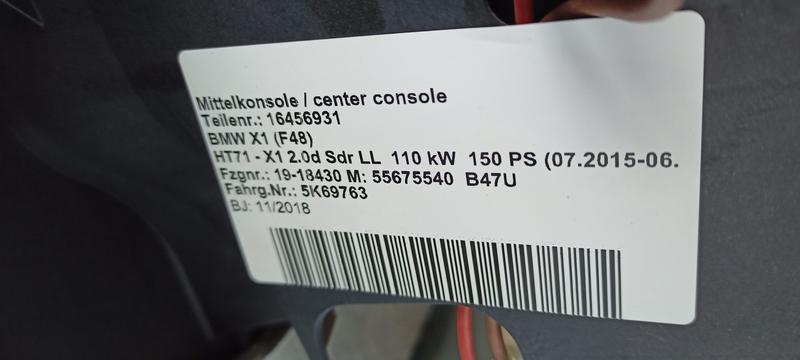 Mittelkonsole / center console
Teilenr.: 16456931
BMW X1 (F48)
HT71 - X1 2.0d Sdr LL 110 kW 150 PS (07.2015-06.
Fzgnr.: 19-18430 M: 55675540 B47U
Fahrg.Nr.: 5K69763
BJ: 11/2018